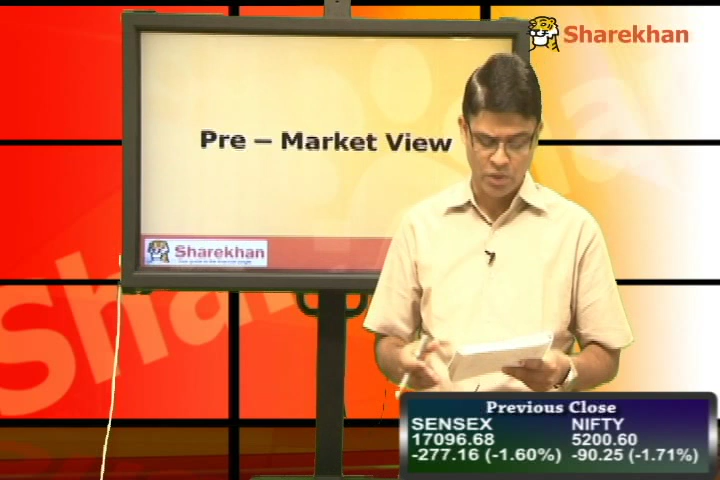 Sharekhan
Pre – Market View
Sharekhan
Previous Close
SENSEX NIFTY
17096.68 5200.60
-277.16 (-1.60%) -90.25 (-1.71%)